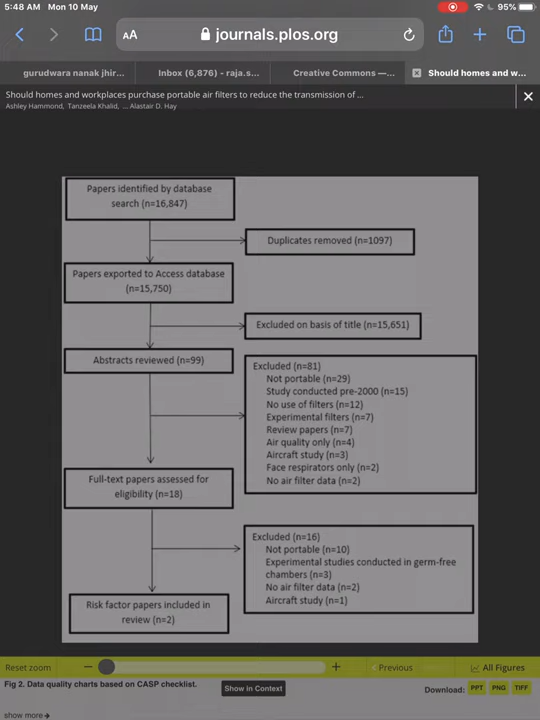 5:48 AM Mon 10 May
95%
AA
journals.plos.org
gurudwara nanak jhir...
Inbox (6,876) - raja.s...
Creative Commons —...
Should homes and w...
Should homes and workplaces purchase portable air filters to reduce the transmission of ...
Ashley Hammond, Tanzeela Khalid, ... Alastair D. Hay
Papers identified by database
search (n=16,847)
Duplicates removed (n=1097)
Papers exported to Access database
(n=15,750)
Excluded on basis of title (n=15,651)
Abstracts reviewed (n=99)
Excluded (n=81)
Not portable (n=29)
Study conducted pre-2000 (n=15)
No use of filters (n=12)
Experimental filters (n=7)
Review papers (n=7)
Air quality only (n=4)
Aircraft study (n=3)
Face respirators only (n=2)
No air filter data (n=2)
Full-text papers assessed for
eligibility (n=18)
Excluded (n=16)
Not portable (n=10)
Experimental studies conducted in germ-free
chambers (n=3)
No air filter data (n=2)
Aircraft study (n=1)
Risk factor papers included in
review (n=2)
Reset zoom
Previous
All Figures
Fig 2. Data quality charts based on CASP checklist.
Show in Context
Download: PPT PNG TIFF
show more